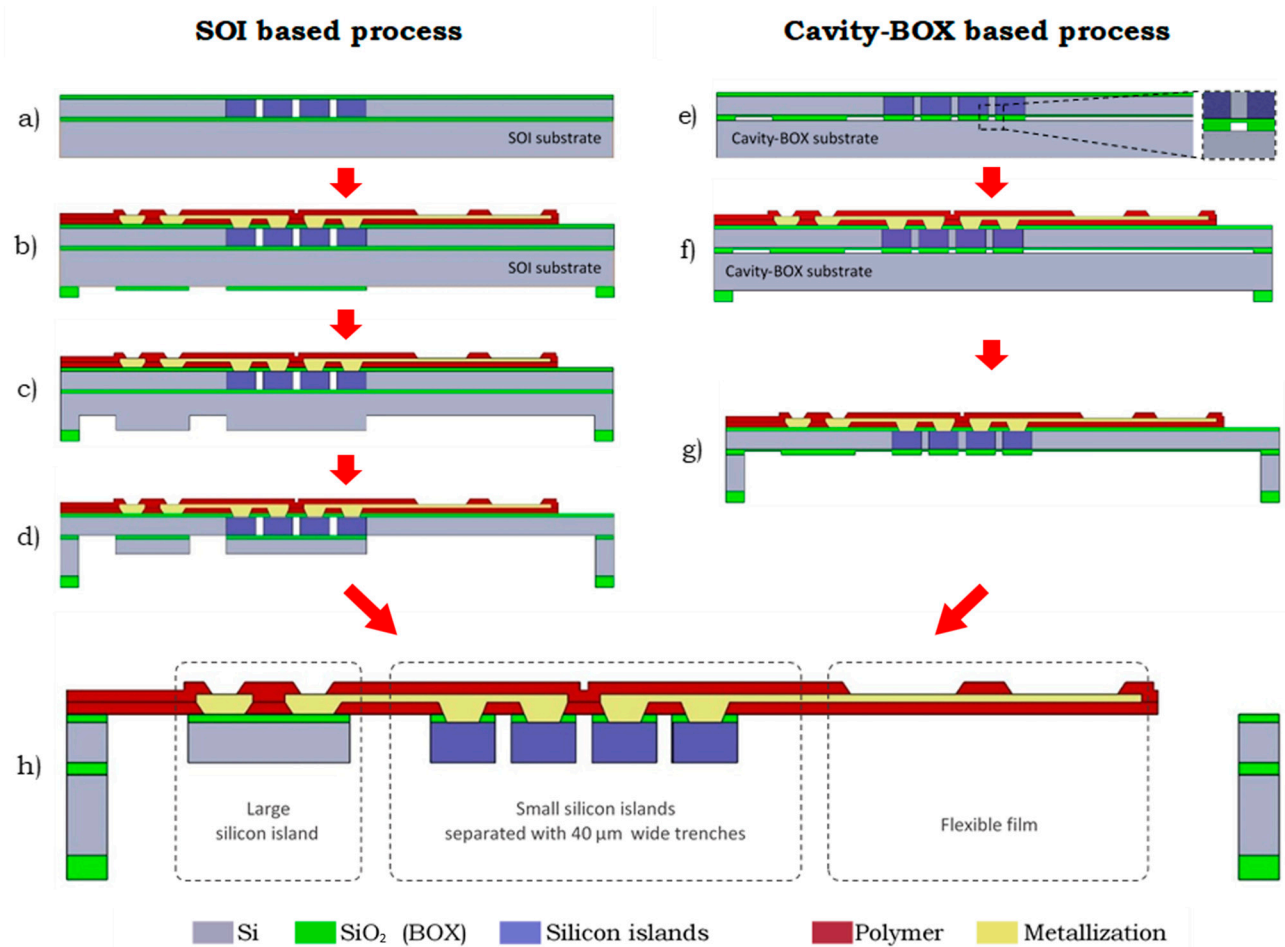 SOI based process
Cavity-BOX based process
a)
SOI substrate
e)
Cavity-BOX substrate
b)
SOI substrate
f)
Cavity-BOX substrate
c)
g)
d)
h)
Large
silicon island
Small silicon islands
separated with 40 µm wide trenches
Flexible film
Si
SiO₂ (BOX)
Silicon islands
Polymer
Metallization